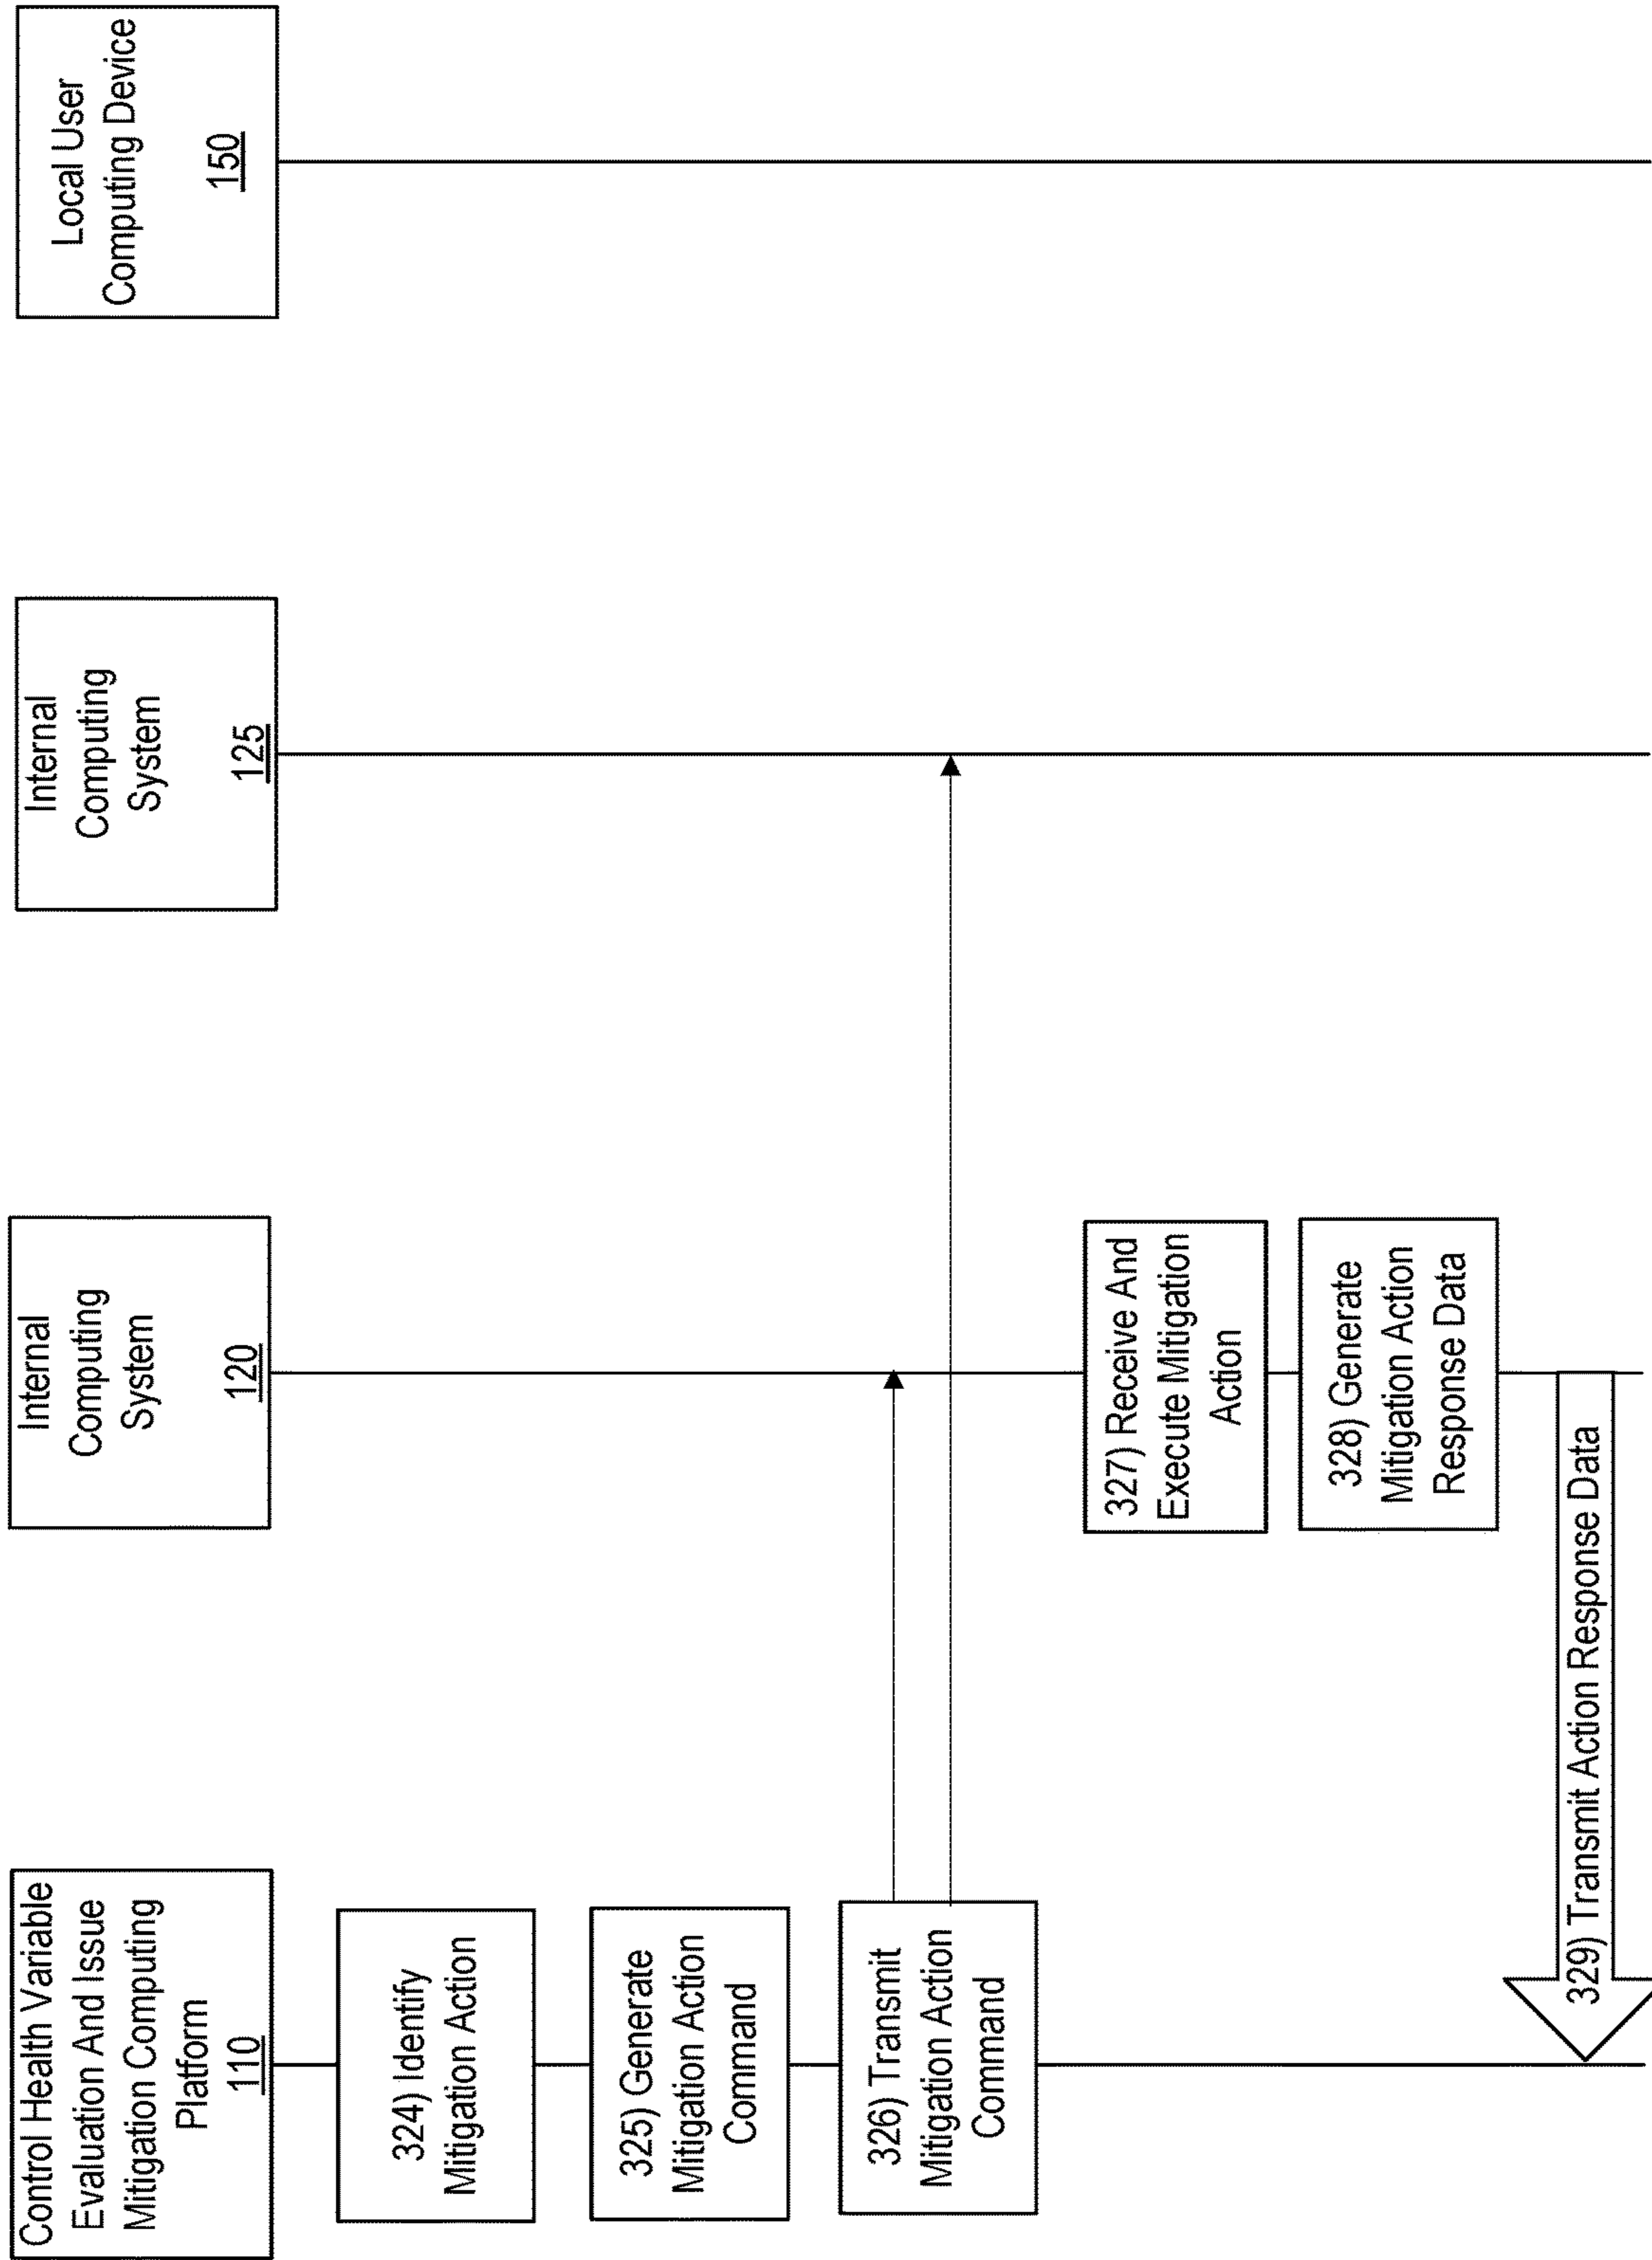 Control Health Variable
Evaluation And Issue
Mitigation Computing
Platform
110
Internal
Computing
System
120
Internal
Computing
System
125
Local User
Computing Device
150
324) Identify
Mitigation Action
325) Generate
Mitigation Action
Command
326) Transmit
Mitigation Action
Command
327) Receive And
Execute Mitigation
Action
328) Generate
Mitigation Action
Response Data
329) Transmit Action Response Data